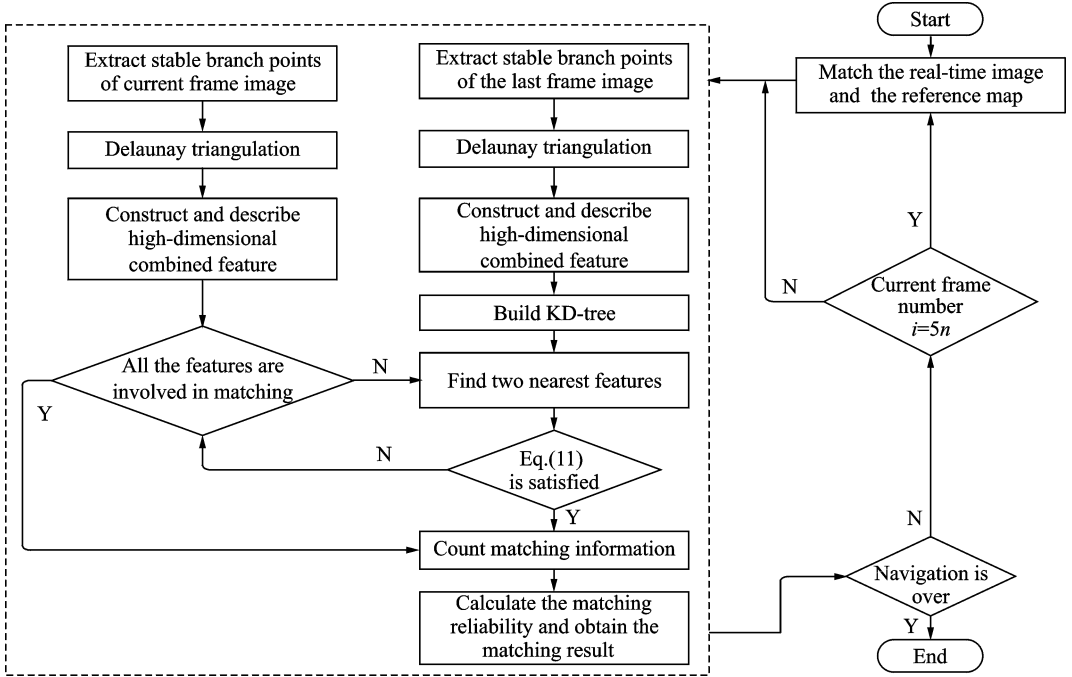 Start
Match the real-time image
and the reference map
Extract stable branch points
of current frame image
Delaunay triangulation
Construct and describe
high-dimensional
combined feature
All the features are
involved in matching
N
Y
Extract stable branch points
of the last frame image
Delaunay triangulation
Construct and describe
high-dimensional
combined feature
Build KD-tree
Find two nearest features
Eq.(11)
is satisfied
N
Y
Count matching information
Calculate the matching
reliability and obtain the
matching result
Y
N
Current frame
number
i=5n
N
Navigation is
over
Y
End